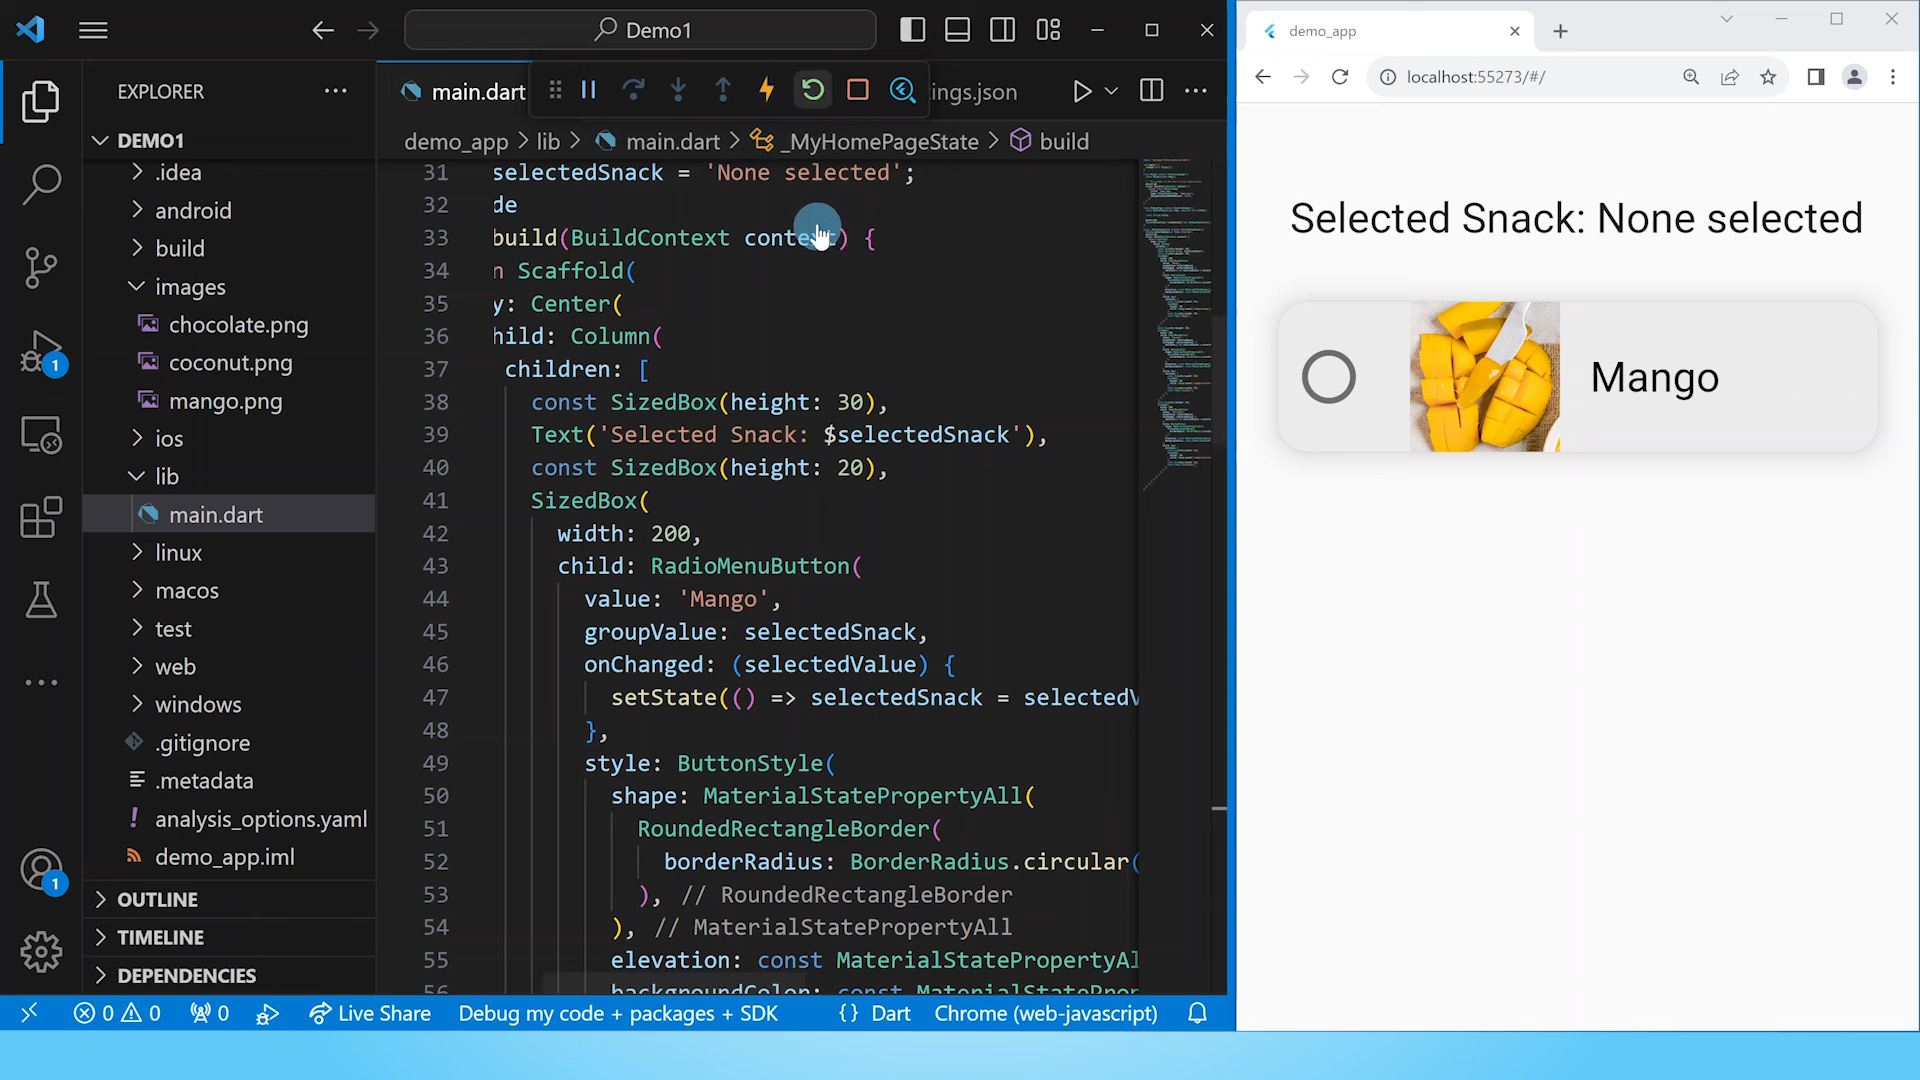 Demo1
EXPLORER
DEMO1
.idea
android
build
images
chocolate.png
coconut.png
mango.png
ios
lib
main.dart
linux
macos
test
web
windows
.gitignore
.metadata
! analysis_options.yaml
demo_app.iml
OUTLINE
TIMELINE
DEPENDENCIES
1
1
main.dart
ings.json
demo_app > lib > main.dart > _MyHomePageState > build
31 selectedSnack = 'None selected';
32 de
33 build(BuildContext context) {
34 n Scaffold(
35 y: Center(
36 hild: Column(
37 children: [
38 const SizedBox(height: 30),
39 Text('Selected Snack: $selectedSnack'),
40 const SizedBox(height: 20),
41 SizedBox(
42 width: 200,
43 child: RadioMenuButton(
44 value: 'Mango',
45 groupValue: selectedSnack,
46 onChanged: (selectedValue) {
47 setState(() => selectedSnack = selectedV
48 },
49 style: ButtonStyle(
50 shape: MaterialStatePropertyAll(
51 RoundedRectangleBorder(
52 borderRadius: BorderRadius.circular(
53 ), // RoundedRectangleBorder
54 ), // MaterialStatePropertyAll
55 elevation: const MaterialStatePropertyAl
56 backgroundColor: const MaterialStateProp
0 0 0 Live Share Debug my code + packages + SDK {} Dart Chrome (web-javascript)
demo_app
localhost:55273/#/
Selected Snack: None selected
Mango